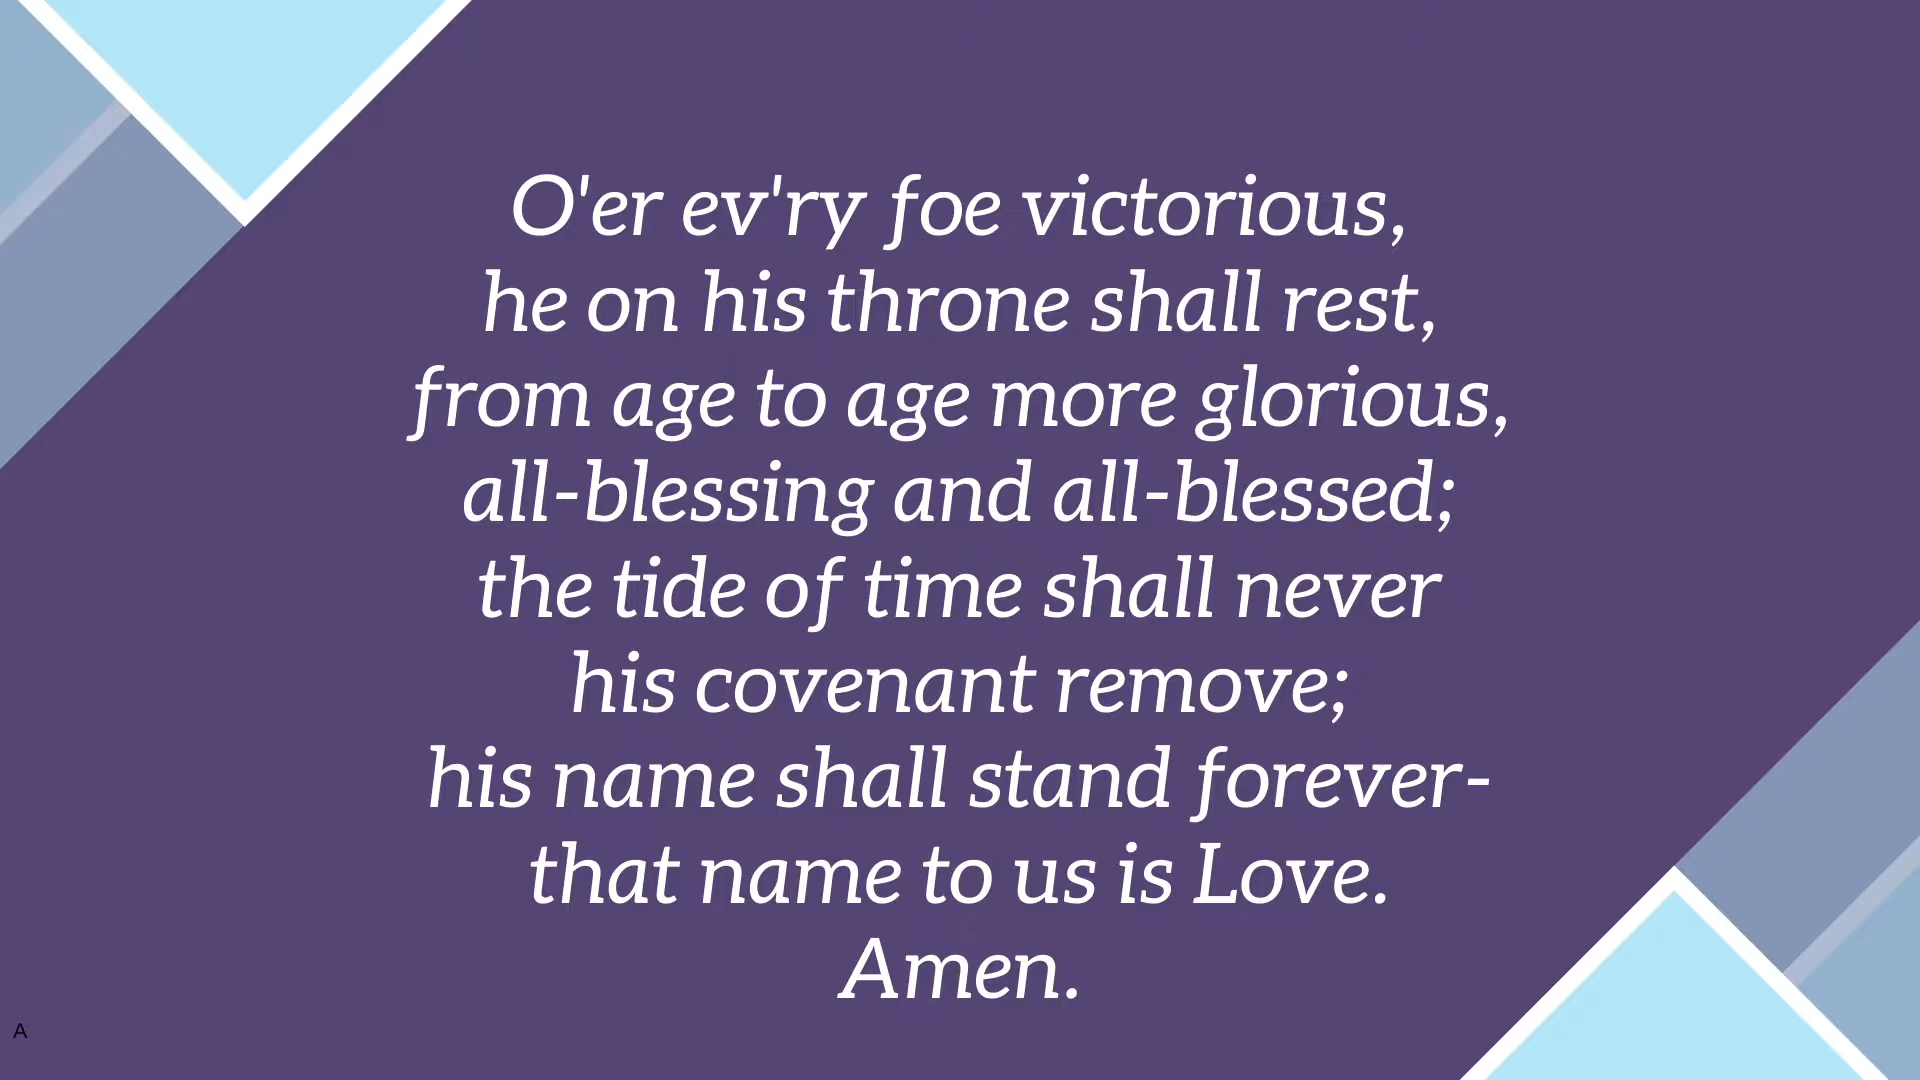 O'er ev'ry foe victorious,
he on his throne shall rest,
from age to age more glorious,
all-blessing and all-blessed;
the tide of time shall never
his covenant remove;
his name shall stand forever-
that name to us is Love.
Amen.
A